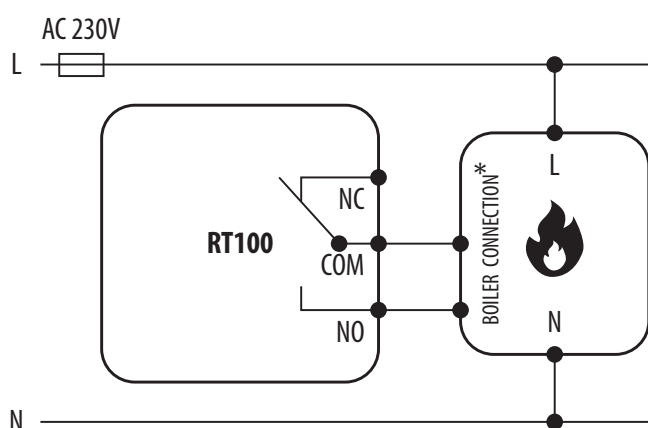 AC 230V
L
NC
RT100
COM
NO
BOILER CONNECTION*
L
N
N